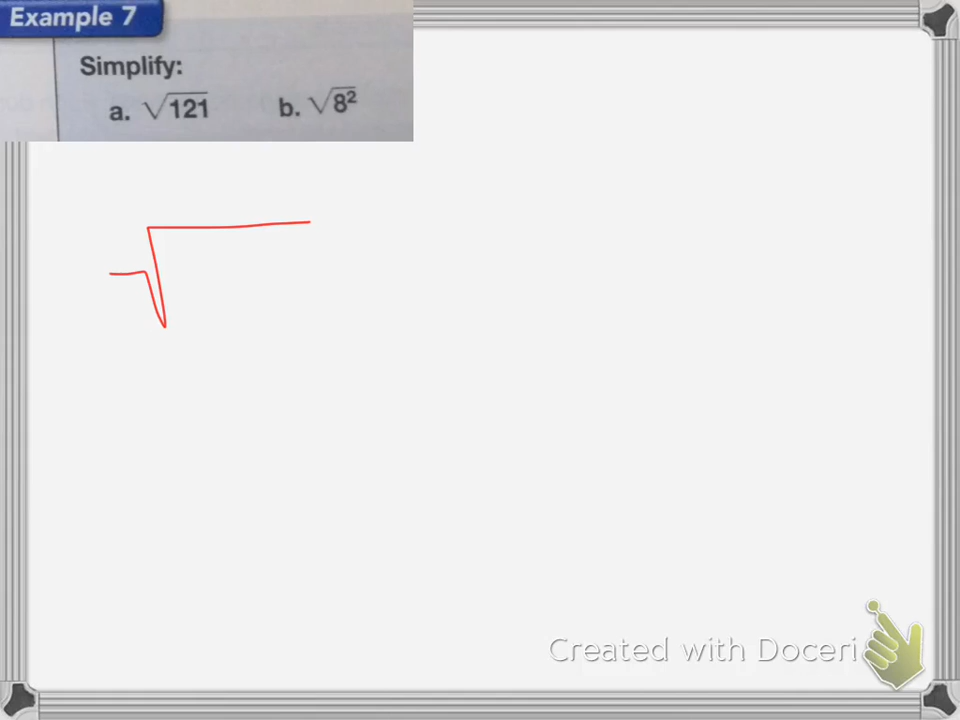 Example 7
Simplify:
a. √121 b. √8²
Created with Doceri